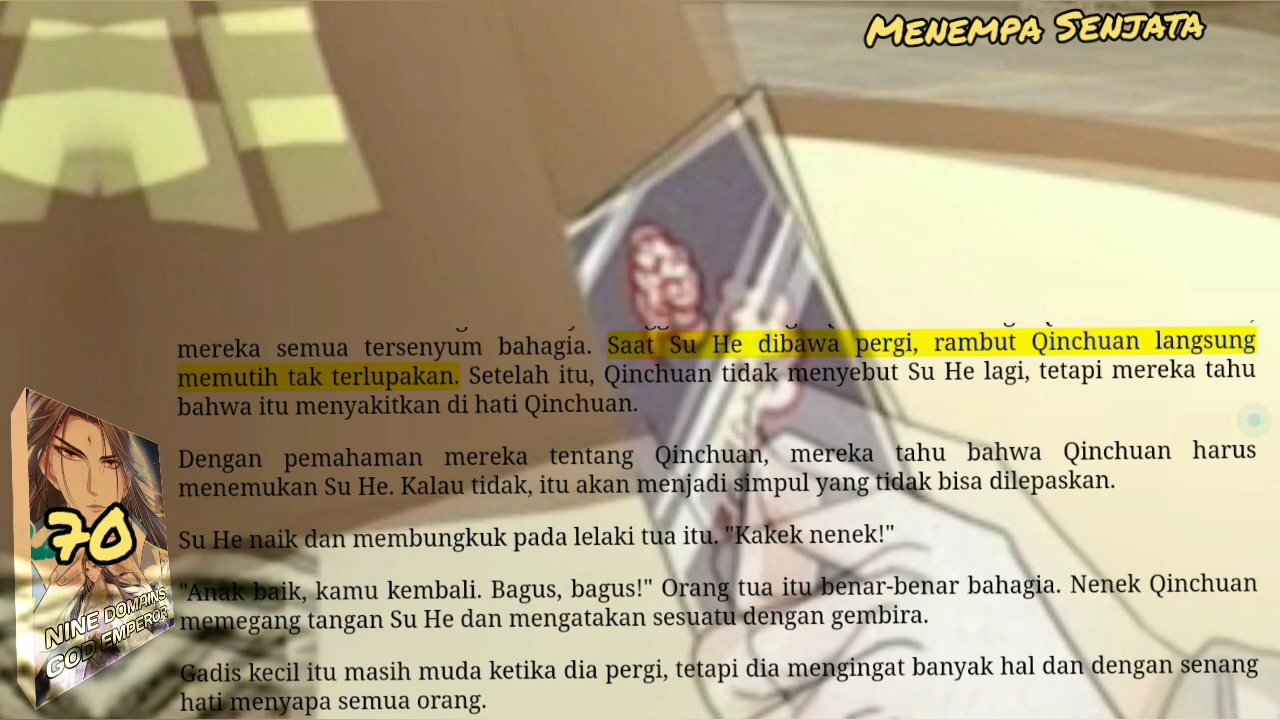 Menempa Senjata
mereka semua tersenyum bahagia. Saat Su He dibawa pergi, rambut Qinchuan langsung
memutih tak terlupakan. Setelah itu, Qinchuan tidak menyebut Su He lagi, tetapi mereka tahu
bahwa itu menyakitkan di hati Qinchuan.
Dengan pemahaman mereka tentang Qinchuan, mereka tahu bahwa Qinchuan harus
menemukan Su He. Kalau tidak, itu akan menjadi simpul yang tidak bisa dilepaskan.
Su He naik dan membungkuk pada lelaki tua itu. "Kakek nenek!"
"Anak baik, kamu kembali. Bagus, bagus!" Orang tua itu benar-benar bahagia. Nenek Qinchuan
memegang tangan Su He dan mengatakan sesuatu dengan gembira.
Gadis kecil itu masih muda ketika dia pergi, tetapi dia mengingat banyak hal dan dengan senang
hati menyapa semua orang.
70
NINE DOMAINS
GOD EMPEROR